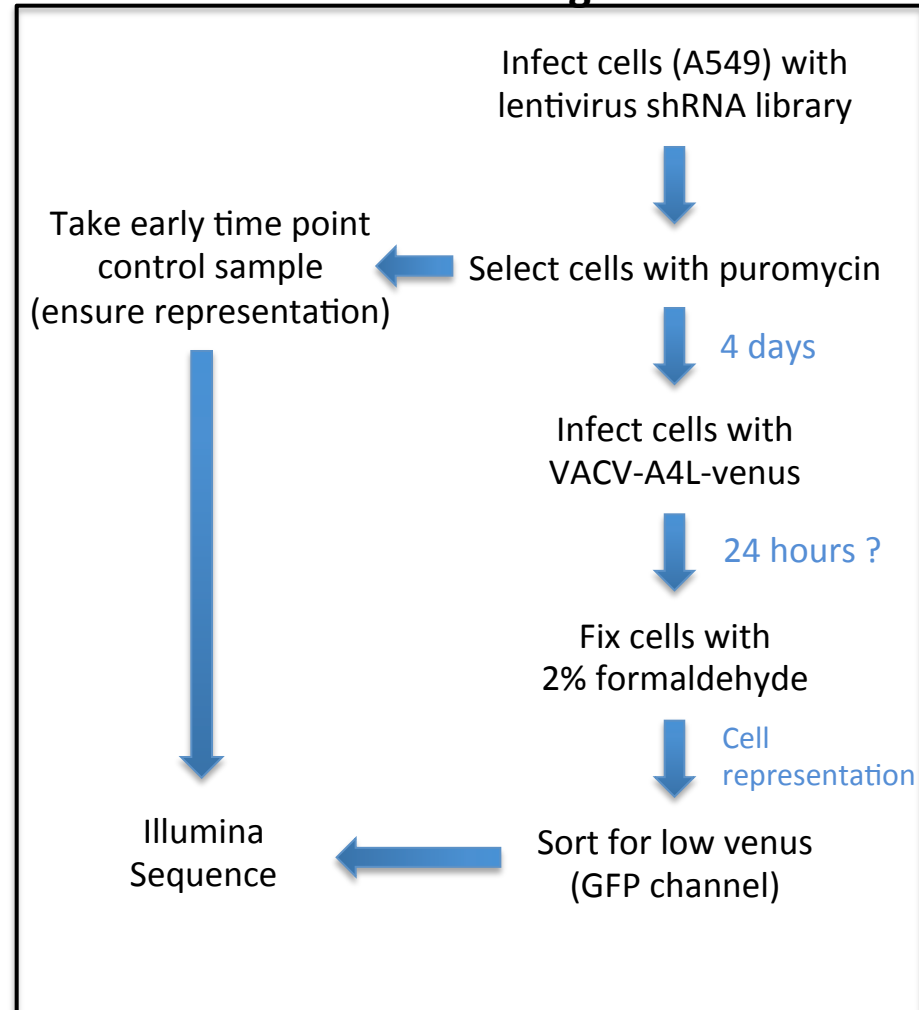 Infect cells (A549) with
lentivirus shRNA library
Take early time point
control sample
(ensure representation)
Select cells with puromycin
4 days
Infect cells with
VACV-A4L-venus
24 hours ?
Fix cells with
2% formaldehyde
Cell
representation
Illumina
Sequence
Sort for low venus
(GFP channel)